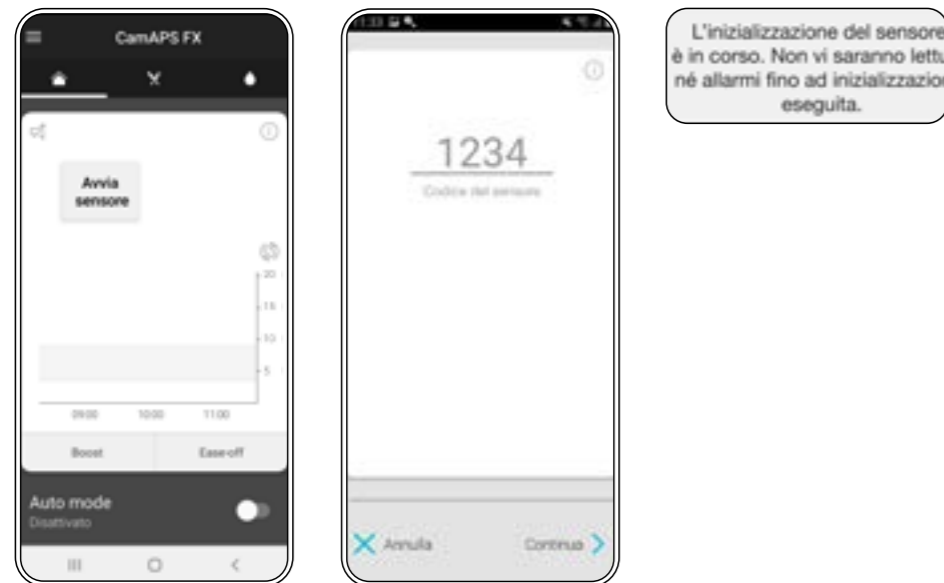 CamAPS FX
Avvia
sensore
20
15
10
5
09:00 10:00 11:00
Boost Ease-off
Auto mode
Disattivato
11:33
1234
Codice del sensore
Annulla Continua
L'inizializzazione del sensore
è in corso. Non vi saranno
né allarmi fino ad
eseguita.